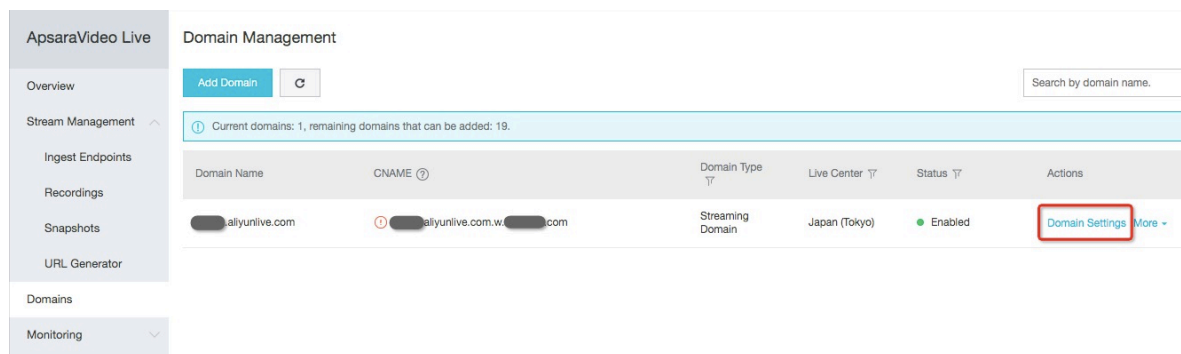 ApsaraVideo Live
Domain Management
Add Domain
Search by domain name.
Overview
Stream Management
Current domains: 1, remaining domains that can be added: 19.
Ingest Endpoints
Domain Name
CNAME
Domain Type
Live Center
Status
Actions
Recordings
Snapshots
.aliyunlive.com
aliyunlive.com.w.
.com
Streaming Domain
Japan (Tokyo)
Enabled
Domain Settings
More
URL Generator
Domains
Monitoring